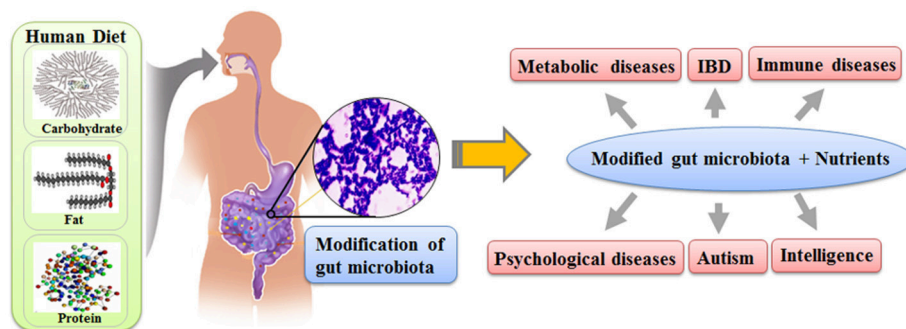 Human Diet
Carbohydrate
Fat
Protein
Modification of
gut microbiota
Metabolic diseases
IBD
Immune diseases
Modified gut microbiota + Nutrients
Psychological diseases
Autism
Intelligence